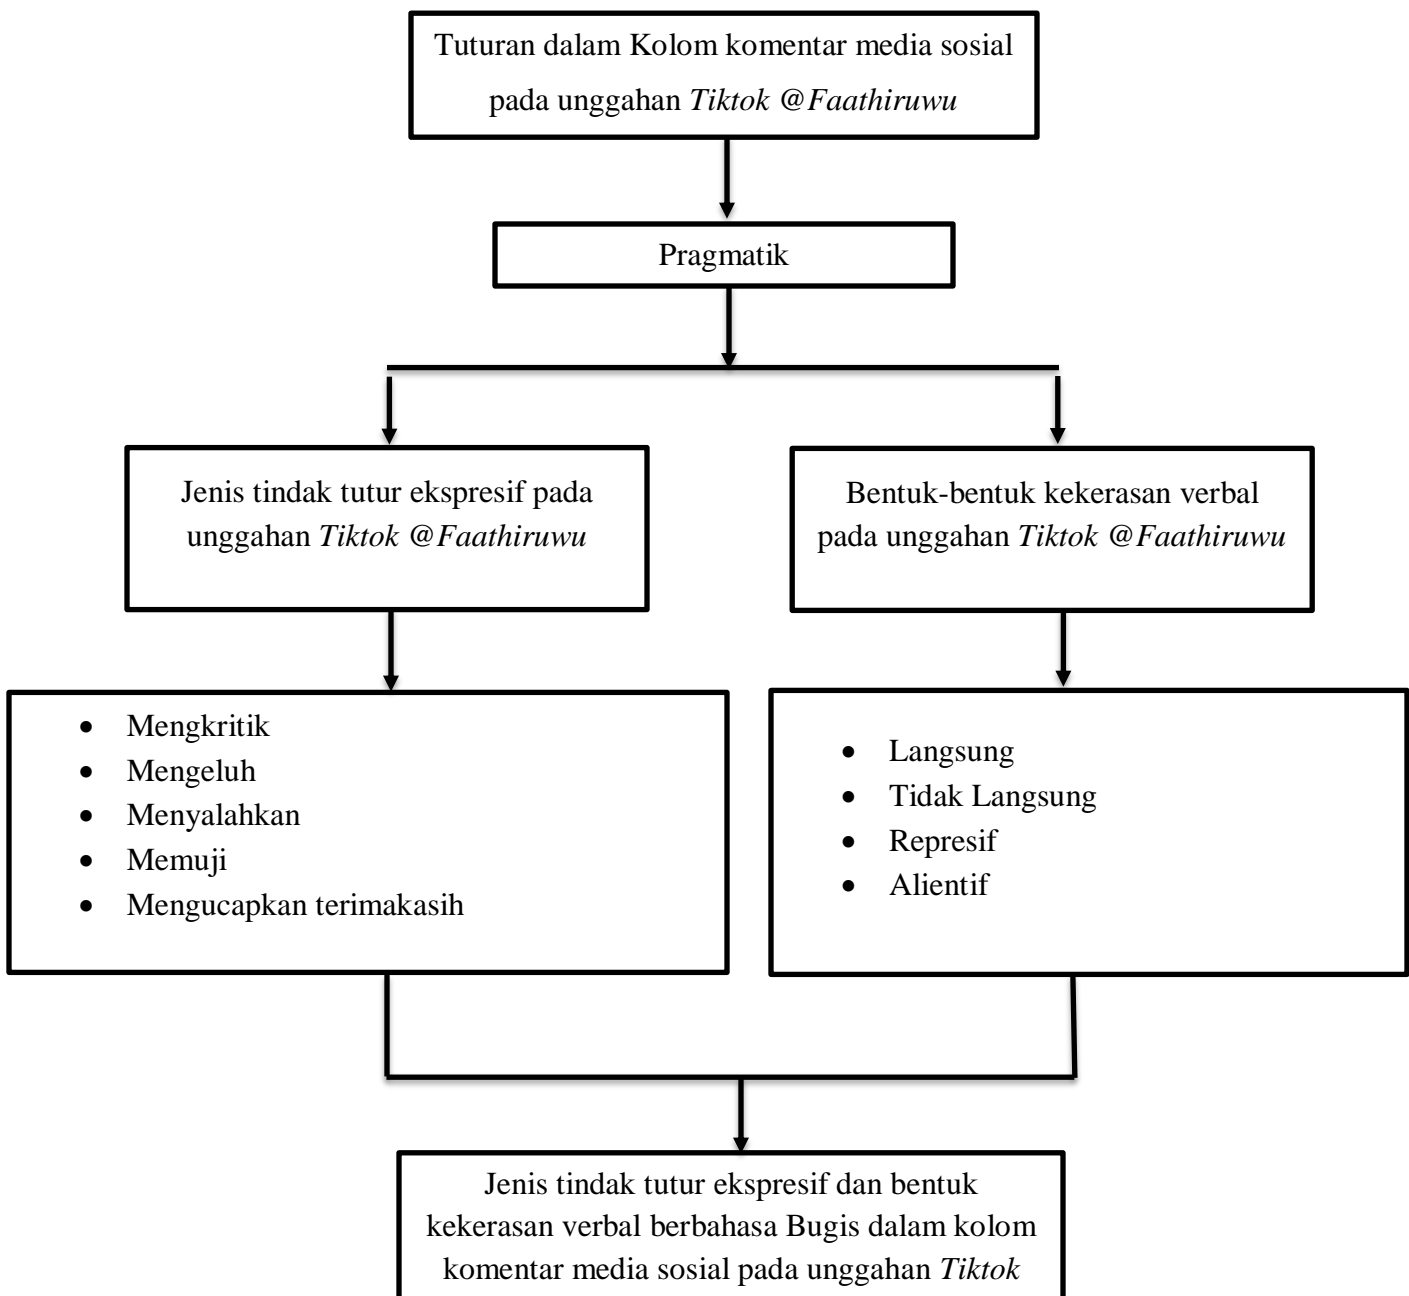 Tuturan dalam Kolom komentar media sosial
pada unggahan Tiktok @Faathiruwu
Pragmatik
Jenis tindak tutur ekspresif pada
unggahan Tiktok @Faathiruwu
Bentuk-bentuk kekerasan verbal
pada unggahan Tiktok @Faathiruwu
• Mengkritik
• Mengeluh
• Menyalahkan
• Memuji
• Mengucapkan terimakasih
• Langsung
• Tidak Langsung
• Represif
• Alientif
Jenis tindak tutur ekspresif dan bentuk
kekerasan verbal berbahasa Bugis dalam kolom
komentar media sosial pada unggahan Tiktok